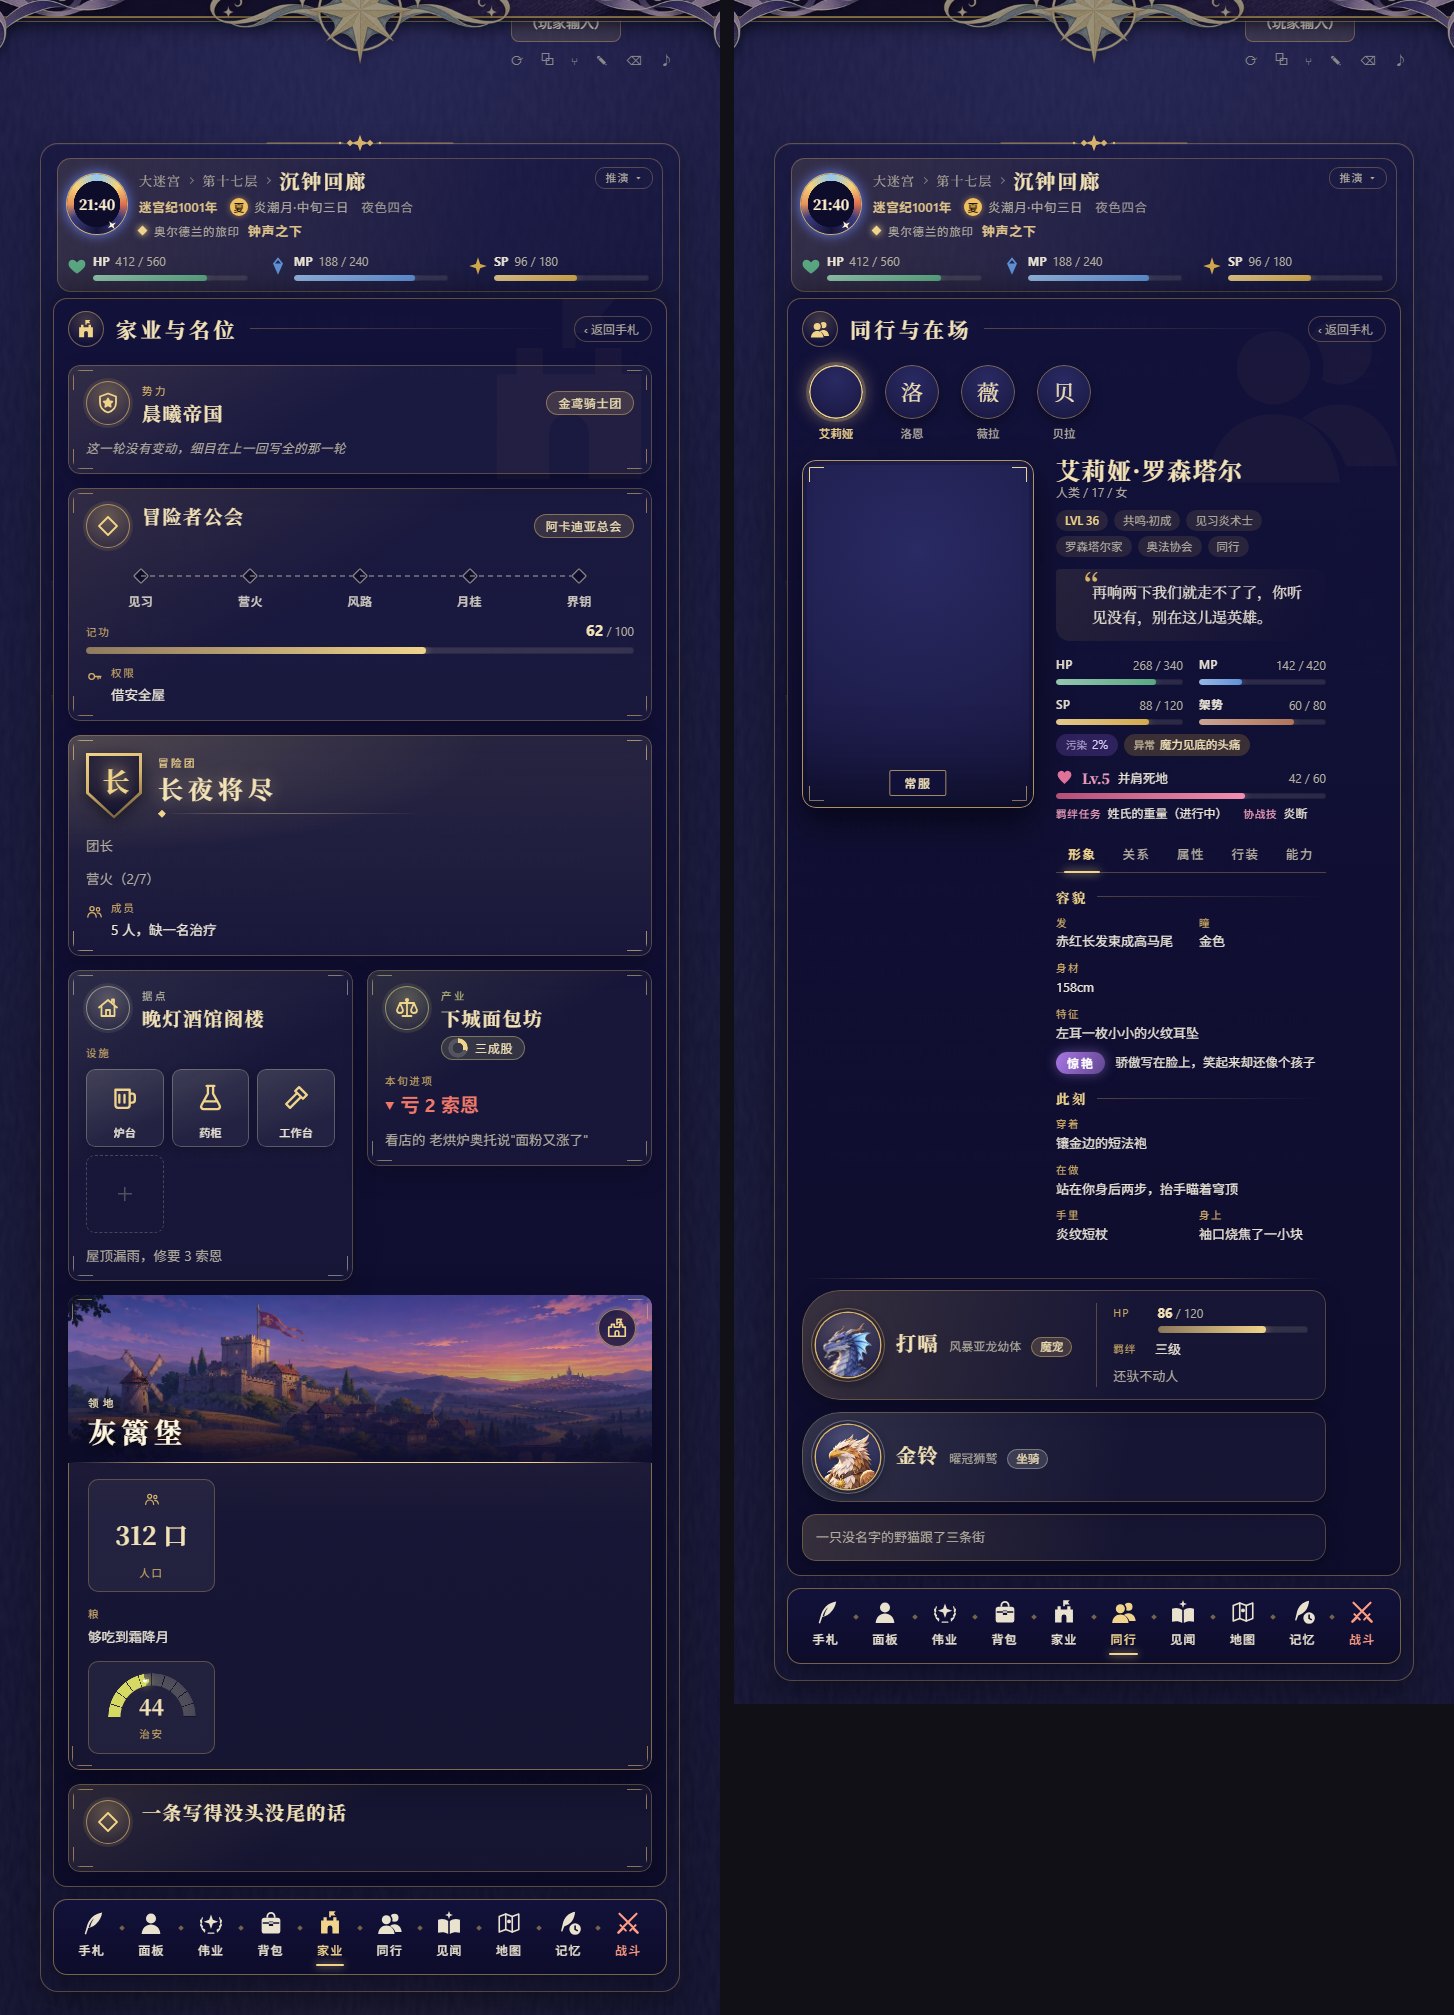 (玩家输入)
21:40
大迷宫 › 第十七层 › 沉钟回廊
推演
迷宫纪1001年 夏 炎潮月·中旬三日 夜色四合
奥尔德兰的旅印 钟声之下
HP 412 / 560
MP 188 / 240
SP 96 / 180
家业与名位
‹ 返回手札
势力
晨曦帝国
金鸢骑士团
这一轮没有变动，细目在上一回写全的那一轮
冒险者公会
阿卡迪亚总会
见习 营火 风路 月桂 界钥
记功 62 / 100
权限
借安全屋
长
冒险团
长夜将尽
团长
营火（2/7）
成员
5 人，缺一名治疗
据点
晚灯酒馆阁楼
设施
炉台 药柜 工作台
+
屋顶漏雨，修要 3 索恩
产业
下城面包坊
三成股
本旬进项
▼ 亏 2 索恩
看店的 老烘炉奥托说"面粉又涨了"
领地
灰篱堡
312 口
人口
粮
够吃到霜降月
44
治安
一条写得没头没尾的话
手札 面板 伟业 背包 家业 同行 见闻 地图 记忆 战斗
(玩家输入)
21:40
大迷宫 › 第十七层 › 沉钟回廊
推演
迷宫纪1001年 夏 炎潮月·中旬三日 夜色四合
奥尔德兰的旅印 钟声之下
HP 412 / 560
MP 188 / 240
SP 96 / 180
同行与在场
‹ 返回手札
洛 薇 贝
艾莉娅 洛恩 薇拉 贝拉
常服
艾莉娅·罗森塔尔
人类 / 17 / 女
LVL 36 共鸣·初成 见习炎术士
罗森塔尔家 奥法协会 同行
“再响两下我们就走不了了，你听
见没有，别在这儿逞英雄。
HP 268 / 340
MP 142 / 420
SP 88 / 120
架势 60 / 80
污染 2% 异常 魔力见底的头痛
Lv.5 并肩死地 42 / 60
羁绊任务 姓氏的重量（进行中） 协战技 炎断
形象 关系 属性 行装 能力
容貌
发
赤红长发束成高马尾
瞳
金色
身材
158cm
特征
左耳一枚小小的火纹耳坠
惊艳 骄傲写在脸上，笑起来却还像个孩子
此刻
穿着
镶金边的短法袍
在做
站在你身后两步，抬手瞄着穹顶
手里
炎纹短杖
身上
袖口烧焦了一小块
打嗝 风暴亚龙幼体 魔宠
HP 86 / 120
羁绊 三级
还驮不动人
金铃 曜冠狮鹫 坐骑
一只没名字的野猫跟了三条街
手札 面板 伟业 背包 家业 同行 见闻 地图 记忆 战斗